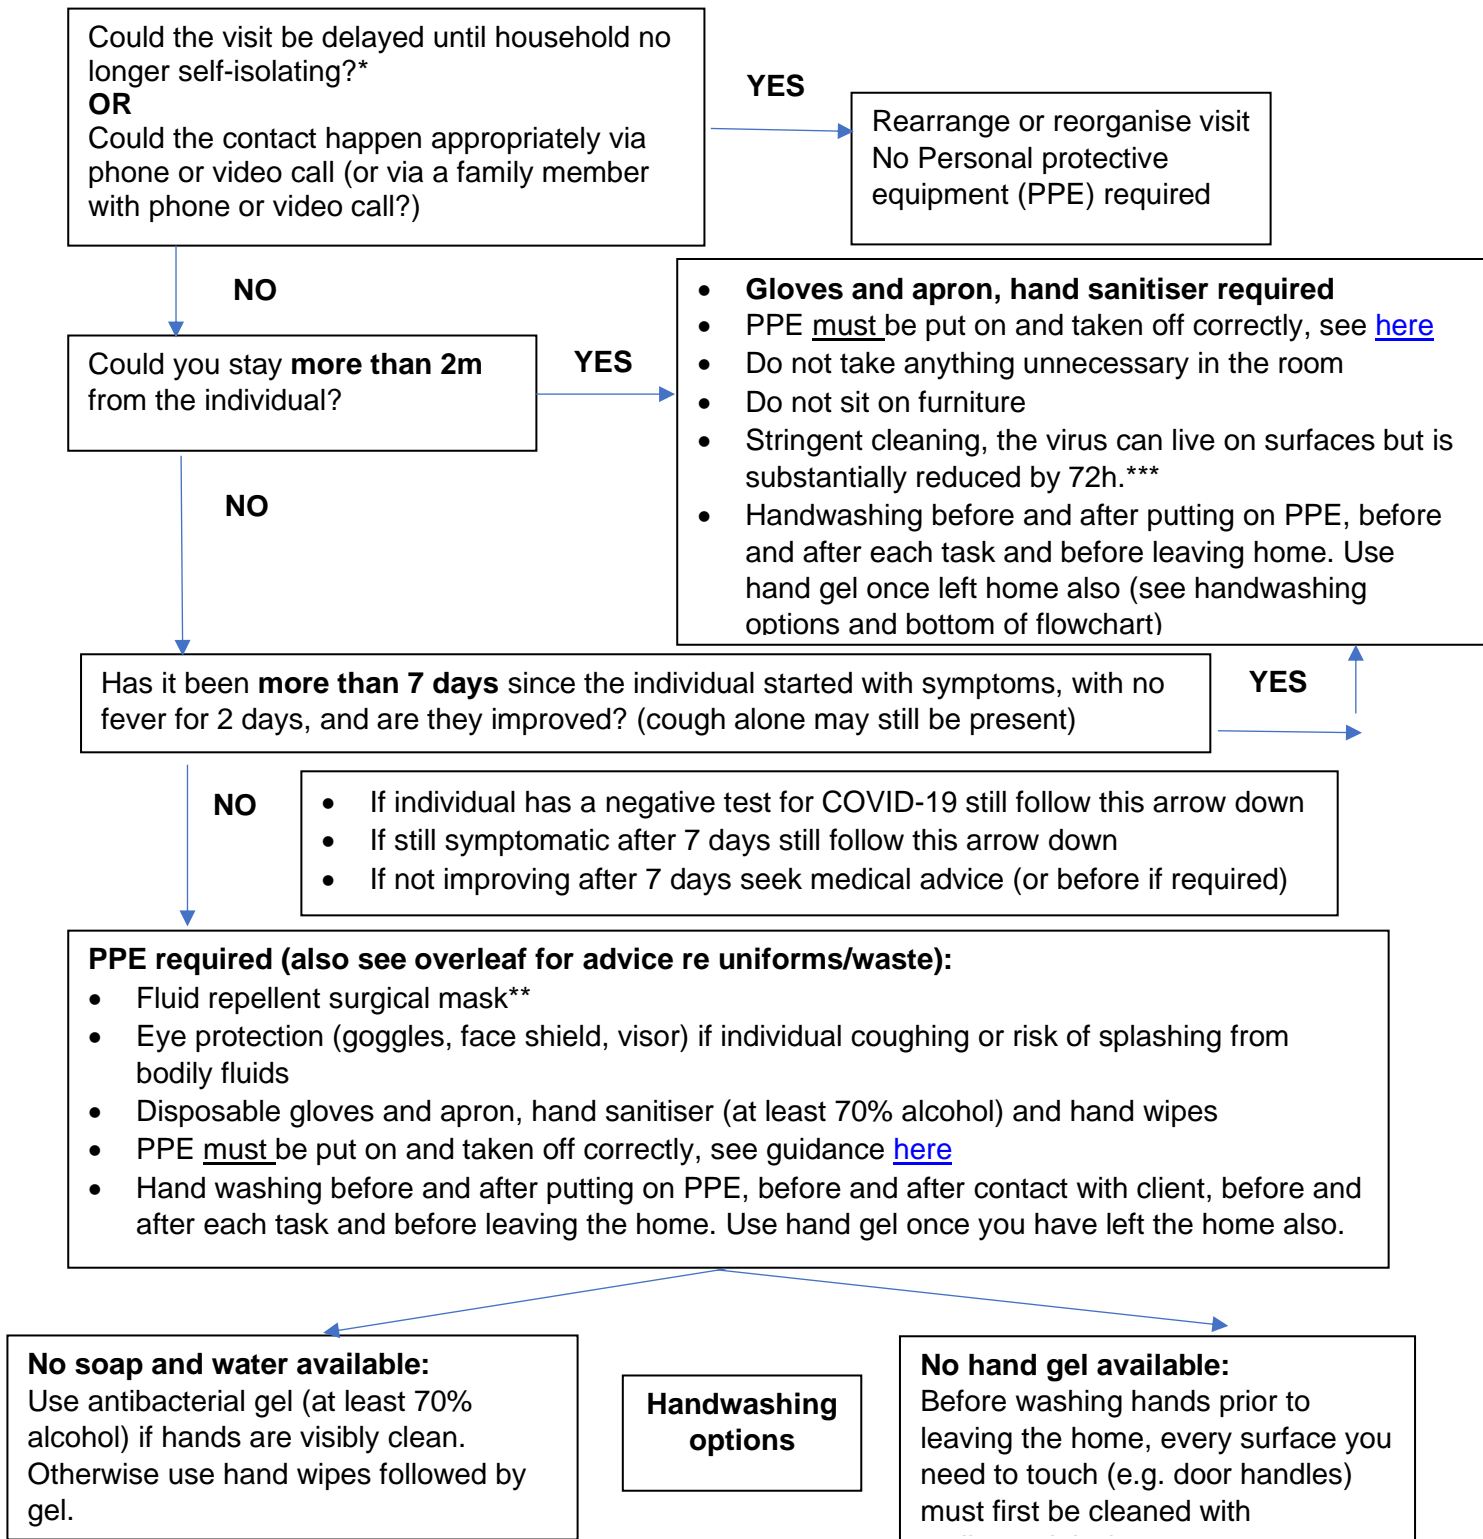 Could the visit be delayed until household no
longer self-isolating?*
OR
Could the contact happen appropriately via
phone or video call (or via a family member
with phone or video call?)
YES
Rearrange or reorganise visit
No Personal protective
equipment (PPE) required
NO
Could you stay more than 2m
from the individual?
YES
• Gloves and apron, hand sanitiser required
• PPE must be put on and taken off correctly, see here
• Do not take anything unnecessary in the room
• Do not sit on furniture
• Stringent cleaning, the virus can live on surfaces but is
substantially reduced by 72h.***
• Handwashing before and after putting on PPE, before
and after each task and before leaving home. Use
hand gel once left home also (see handwashing
options and bottom of flowchart)
NO
Has it been more than 7 days since the individual started with symptoms, with no
fever for 2 days, and are they improved? (cough alone may still be present)
YES
NO
• If individual has a negative test for COVID-19 still follow this arrow down
• If still symptomatic after 7 days still follow this arrow down
• If not improving after 7 days seek medical advice (or before if required)
PPE required (also see overleaf for advice re uniforms/waste):
• Fluid repellent surgical mask**
• Eye protection (goggles, face shield, visor) if individual coughing or risk of splashing from
bodily fluids
• Disposable gloves and apron, hand sanitiser (at least 70% alcohol) and hand wipes
• PPE must be put on and taken off correctly, see guidance here
• Hand washing before and after putting on PPE, before and after contact with client, before and
after each task and before leaving the home. Use hand gel once you have left the home also.
No soap and water available:
Use antibacterial gel (at least 70%
alcohol) if hands are visibly clean.
Otherwise use hand wipes followed by
gel.
Handwashing
options
No hand gel available:
Before washing hands prior to
leaving the home, every surface you
need to touch (e.g. door handles)
must first be cleaned with